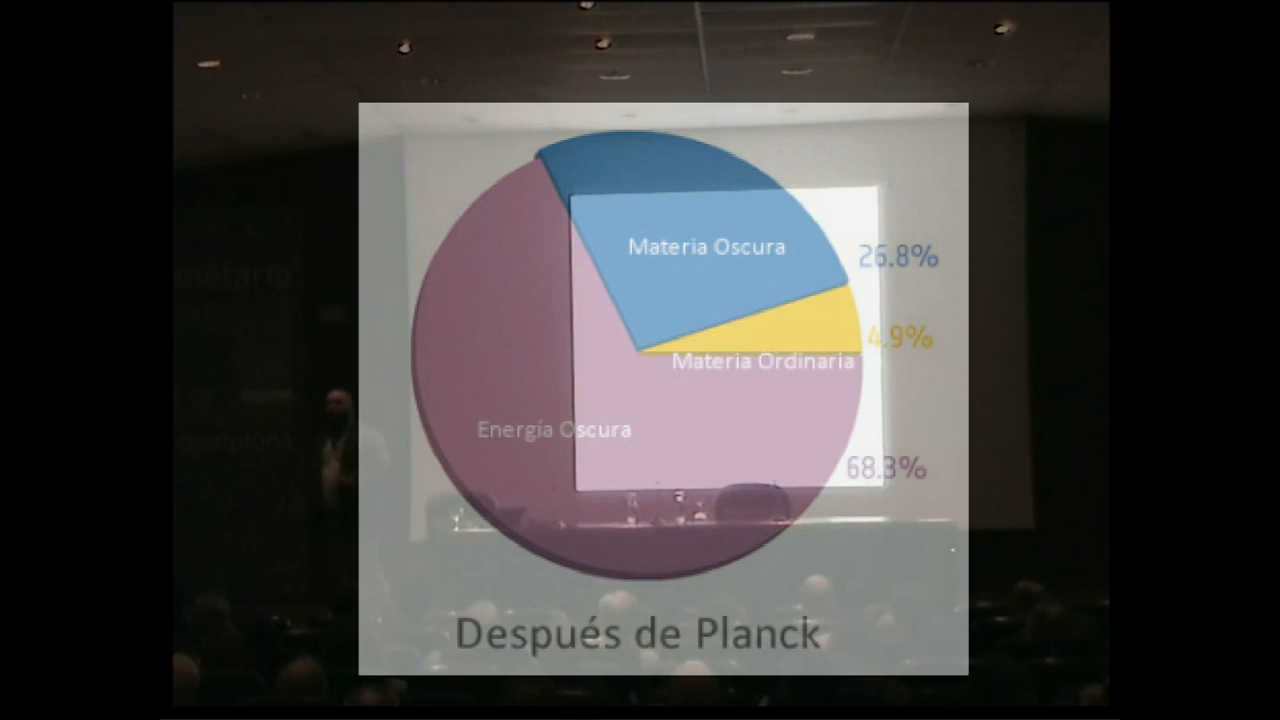 Materia Oscura
26.8%
4.9%
Materia Ordinaria
Energía Oscura
68.3%
Después de Planck